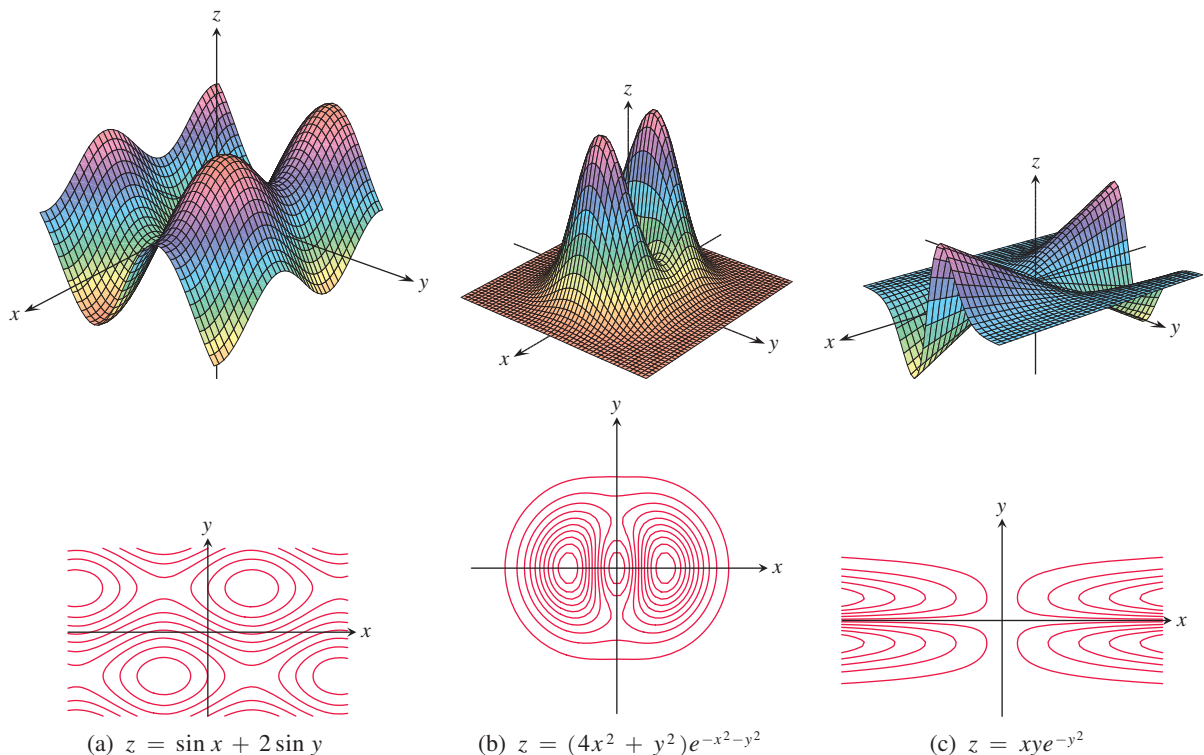 z
x
y
z
x
y
z
x
y
y
x
y
x
y
x
(a) z = sin x + 2 sin y
(b) z = (4x² + y²)e^{-x²-y²}
(c) z = xye^{-y²}